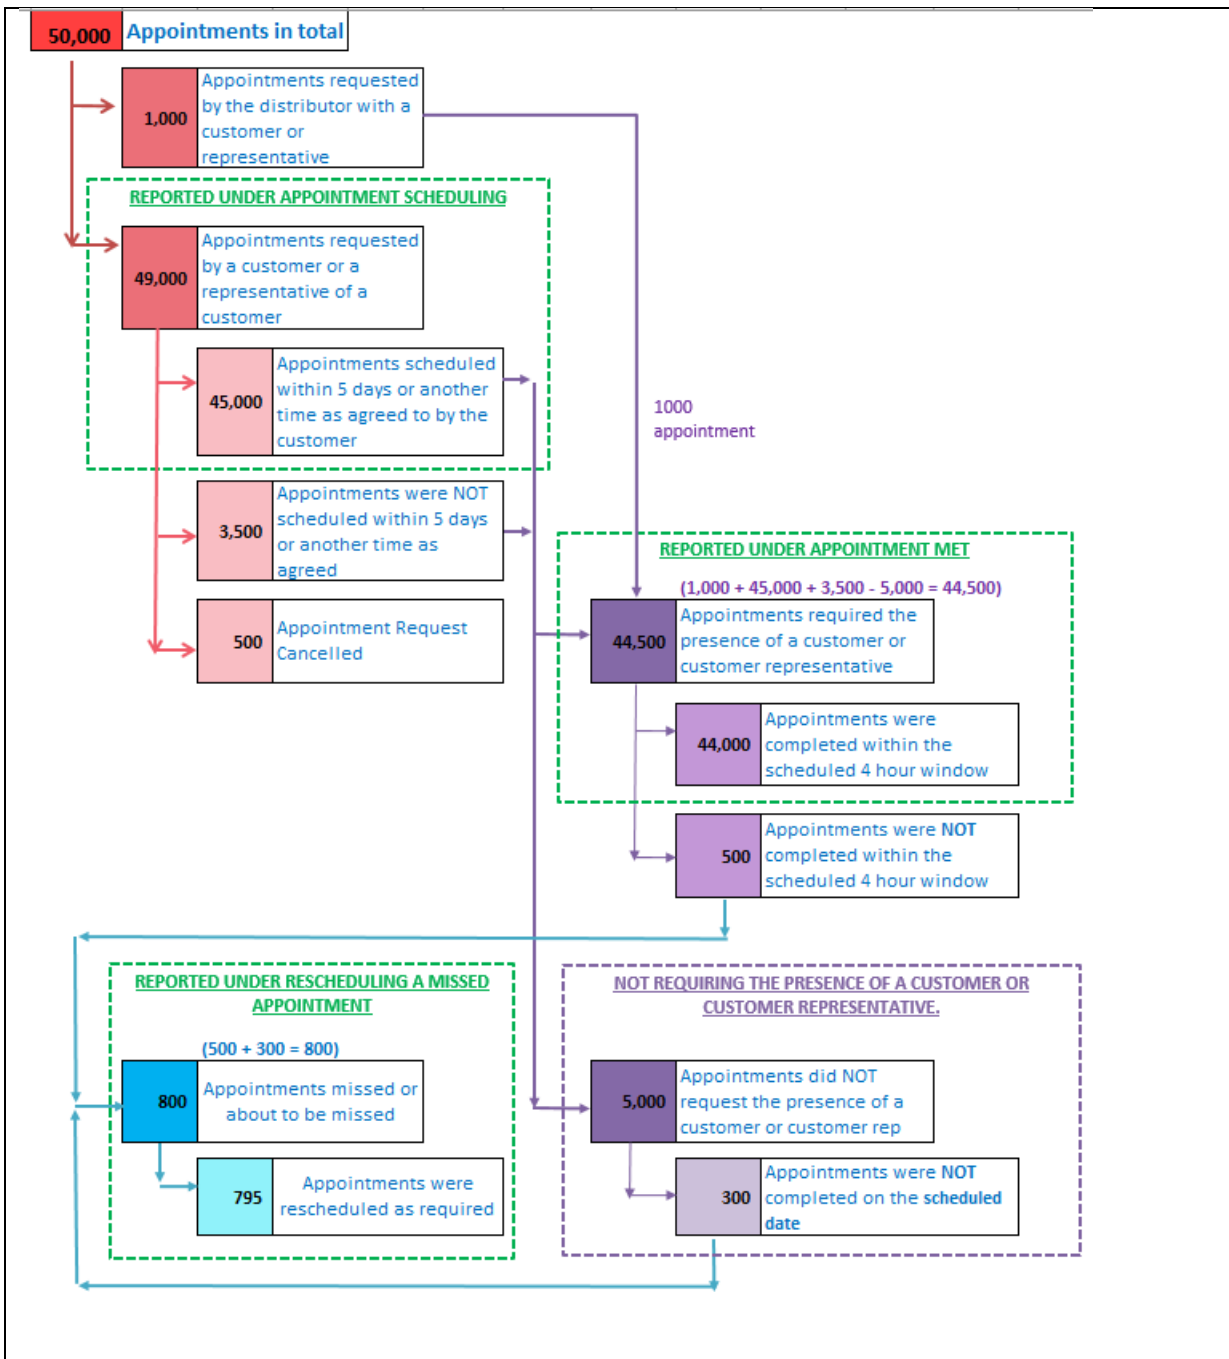 50,000 Appointments in total
1,000
Appointments requested
by the distributor with a
customer or
representative
REPORTED UNDER APPOINTMENT SCHEDULING
49,000
Appointments requested
by a customer or a
representative of a
customer
45,000
Appointments scheduled
within 5 days or another
time as agreed to by the
customer
1000
appointment
3,500
Appointments were NOT
scheduled within 5 days
or another time as
agreed
500
Appointment Request
Cancelled
REPORTED UNDER APPOINTMENT MET
(1,000 + 45,000 + 3,500 - 5,000 = 44,500)
44,500
Appointments required the
presence of a customer or
customer representative
44,000
Appointments were
completed within the
scheduled 4 hour window
500
Appointments were NOT
completed within the
scheduled 4 hour window
REPORTED UNDER RESCHEDULING A MISSED
APPOINTMENT
(500 + 300 = 800)
800
Appointments missed or
about to be missed
795
Appointments were
rescheduled as required
NOT REQUIRING THE PRESENCE OF A CUSTOMER OR
CUSTOMER REPRESENTATIVE.
5,000
Appointments did NOT
request the presence of a
customer or customer rep
300
Appointments were NOT
completed on the scheduled
date